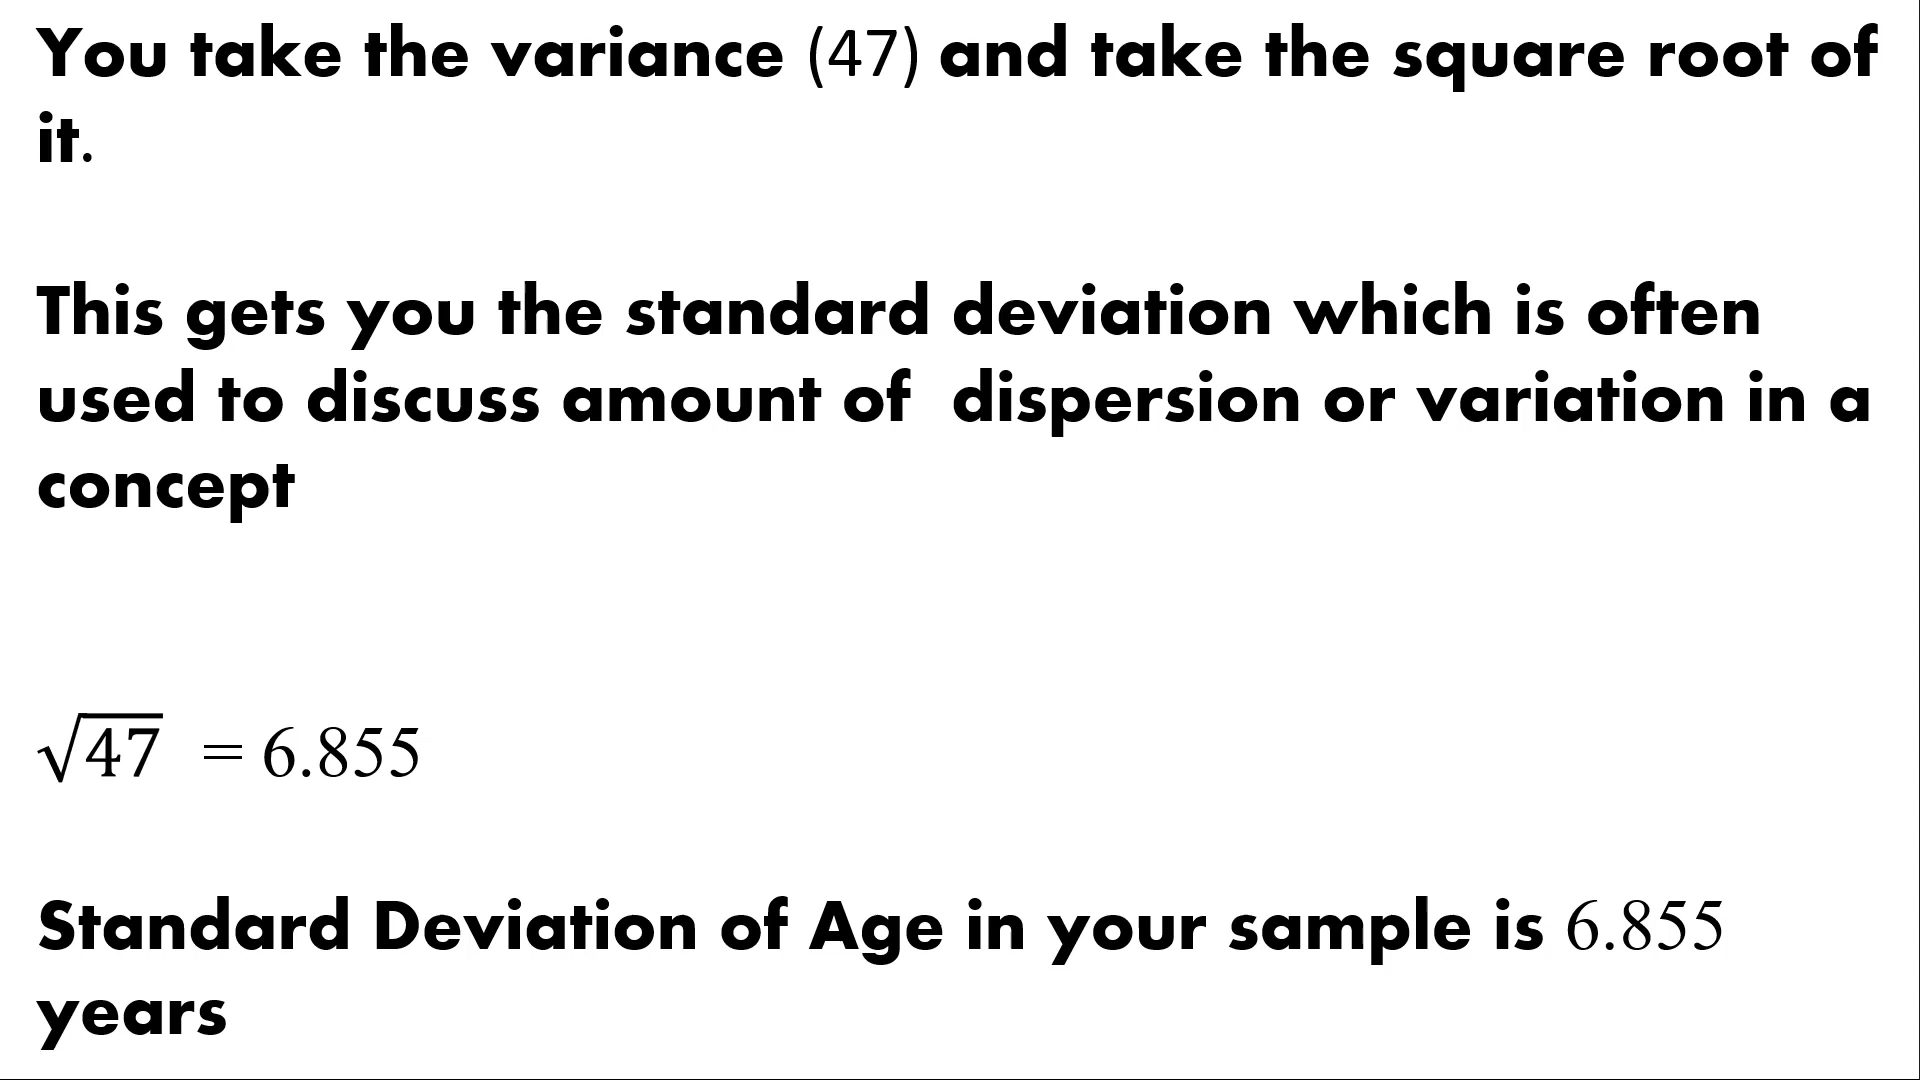 You take the variance (47) and take the square root of
it.
This gets you the standard deviation which is often
used to discuss amount of  dispersion or variation in a
concept
√47 = 6.855
Standard Deviation of Age in your sample is 6.855
years